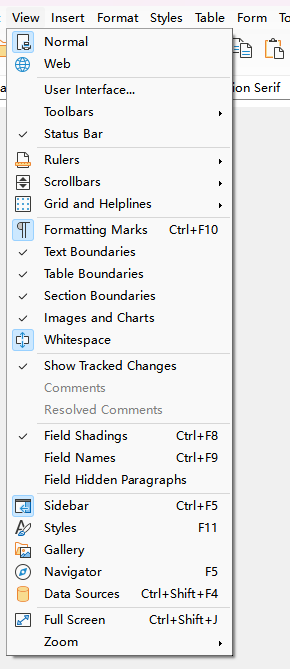 View Insert Format Styles Table Form To
Normal
Web
ion Serif
User Interface...
Toolbars
Status Bar
Rulers
Scrollbars
Grid and Helplines
Formatting Marks Ctrl+F10
Text Boundaries
Table Boundaries
Section Boundaries
Images and Charts
Whitespace
Show Tracked Changes
Comments
Resolved Comments
Field Shadings Ctrl+F8
Field Names Ctrl+F9
Field Hidden Paragraphs
Sidebar Ctrl+F5
Styles F11
Gallery
Navigator F5
Data Sources Ctrl+Shift+F4
Full Screen Ctrl+Shift+J
Zoom